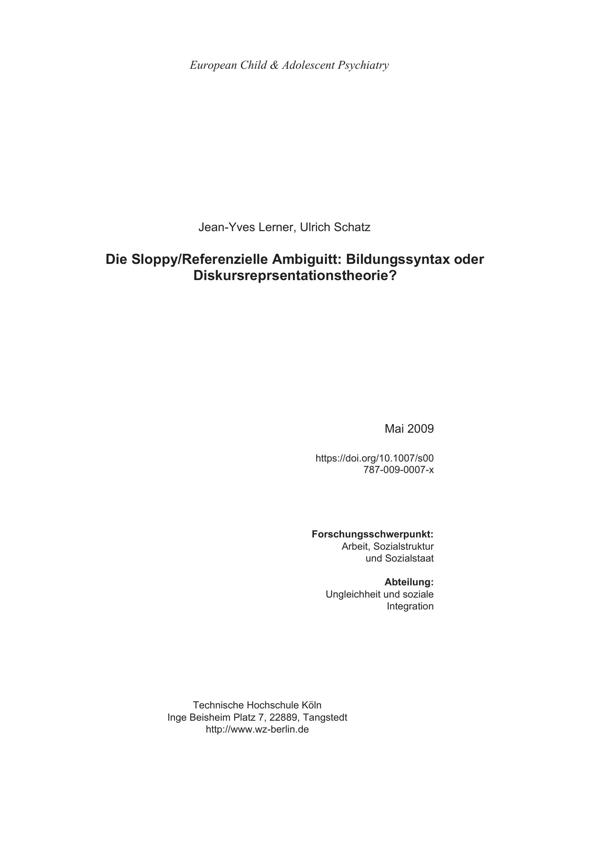 European Child & Adolescent Psychiatry
Jean-Yves Lerner, Ulrich Schatz
Die Sloppy/Referenzielle Ambiguitt: Bildungssyntax oder
Diskursreprsentationstheorie?
Mai 2009
https://doi.org/10.1007/s00
787-009-0007-x
Forschungsschwerpunkt:
Arbeit, Sozialstruktur
und Sozialstaat
Abteilung:
Ungleichheit und soziale
Integration
Technische Hochschule Köln
Inge Beisheim Platz 7, 22889, Tangstedt
http://www.wz-berlin.de